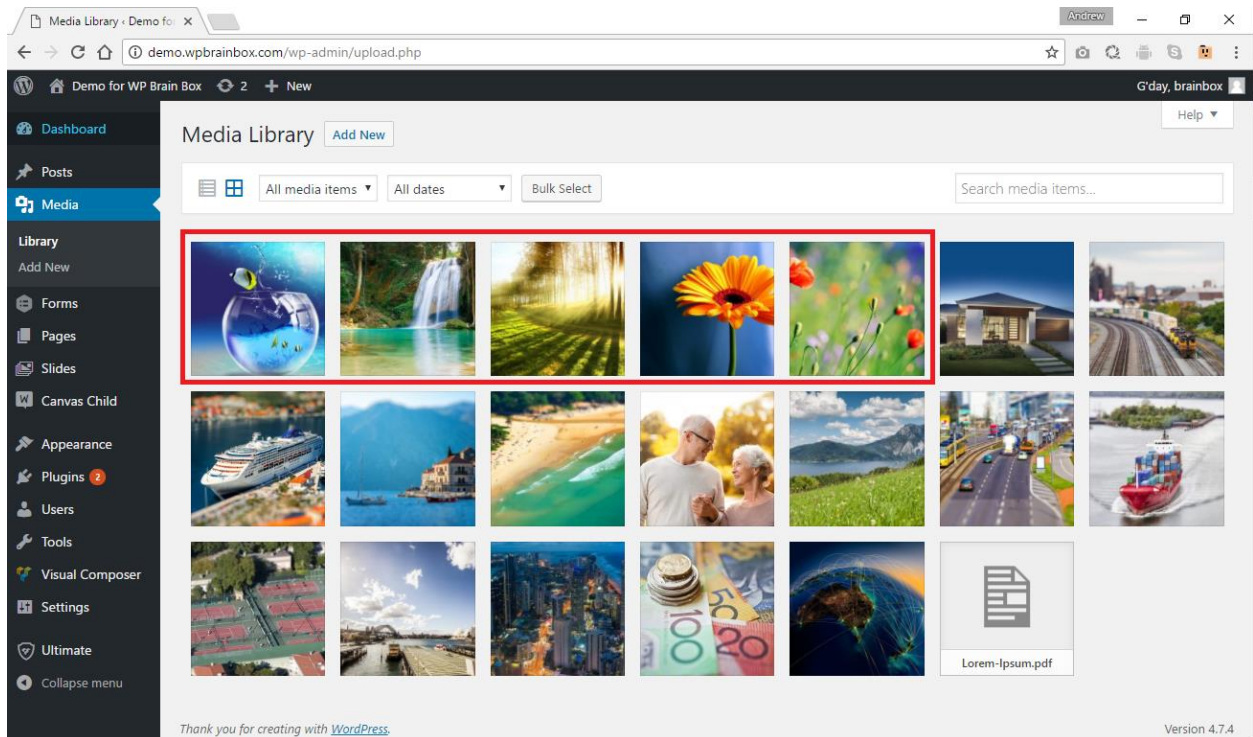 Media Library ‹ Demo fo
Andrew
demo.wpbrainbox.com/wp-admin/upload.php
Demo for WP Brain Box 2 New
G'day, brainbox
Help
Dashboard
Posts
Media
Library
Add New
Forms
Pages
Slides
Canvas Child
Appearance
Plugins 2
Users
Tools
Visual Composer
Settings
Ultimate
Collapse menu
Media Library Add New
All media items All dates Bulk Select
Search media items...
100
50
20
Lorem-Ipsum.pdf
Thank you for creating with WordPress.
Version 4.7.4